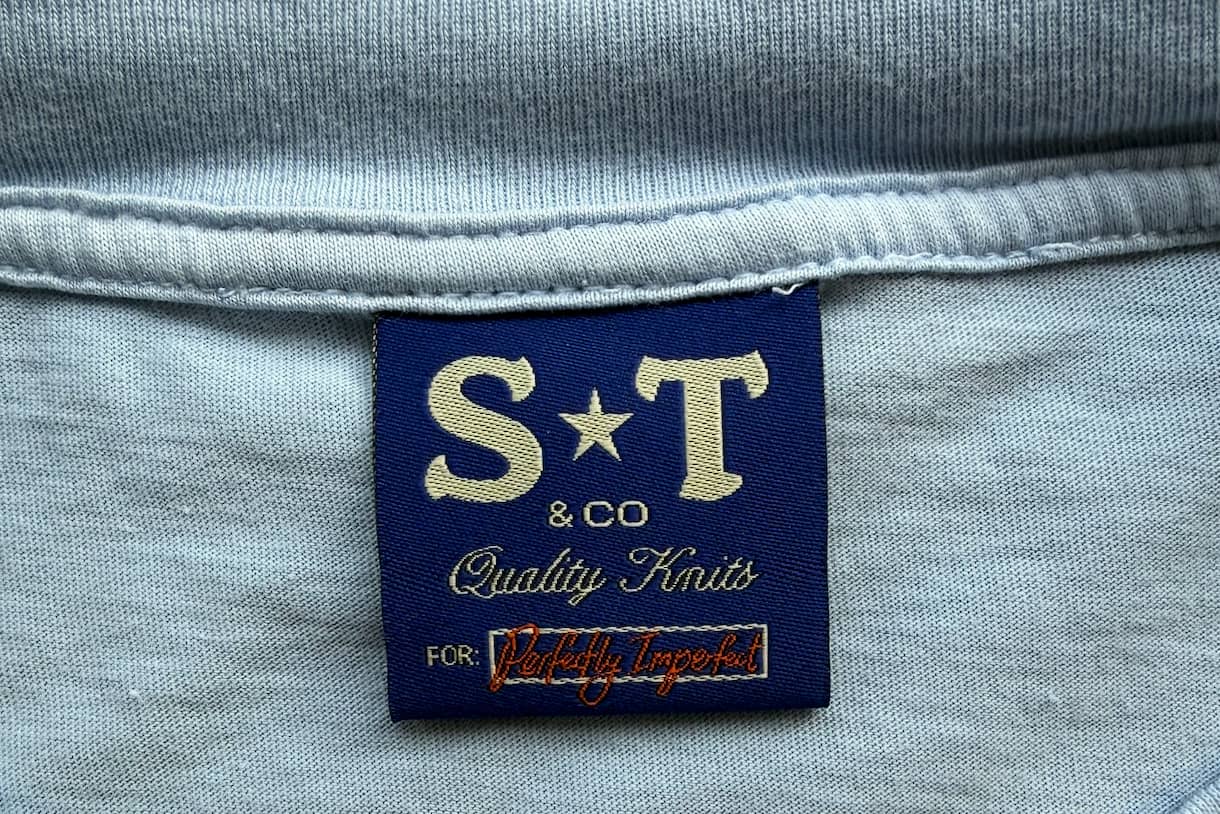 S★T
& CO
Quality Knits
FOR: Perfectly Imperfect